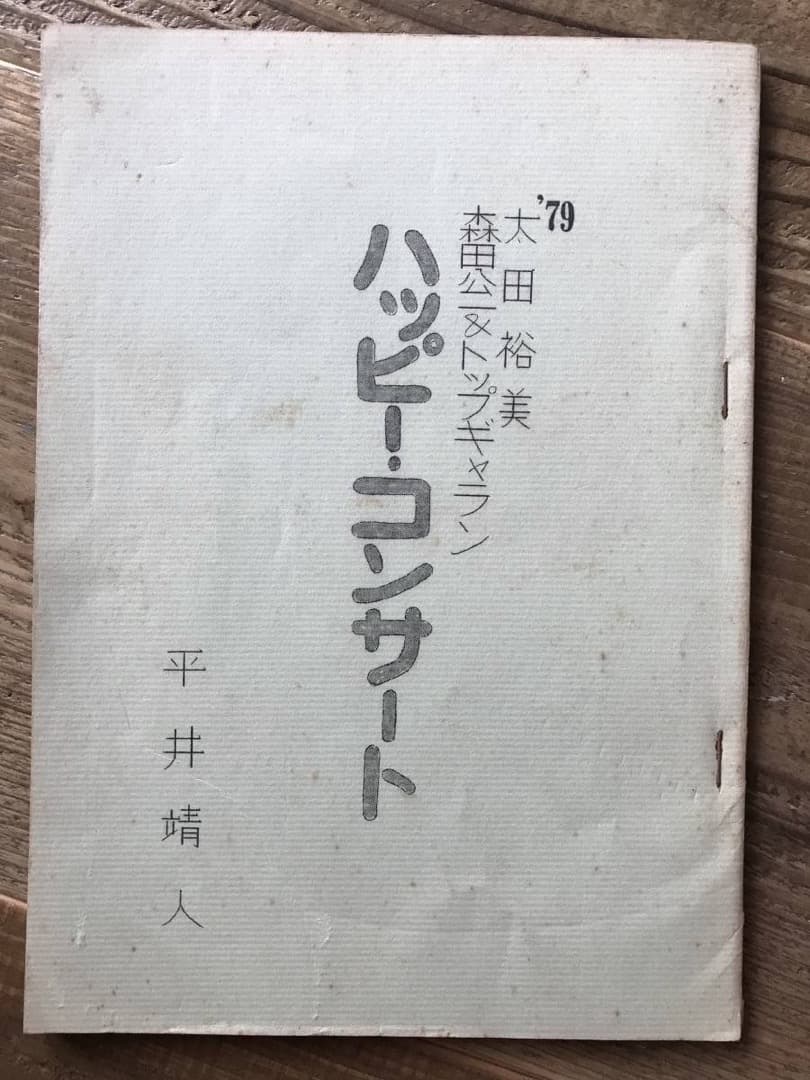 '79
太田裕美
森田公一&トップギャラン
ハッピー・コンサート
平井靖人